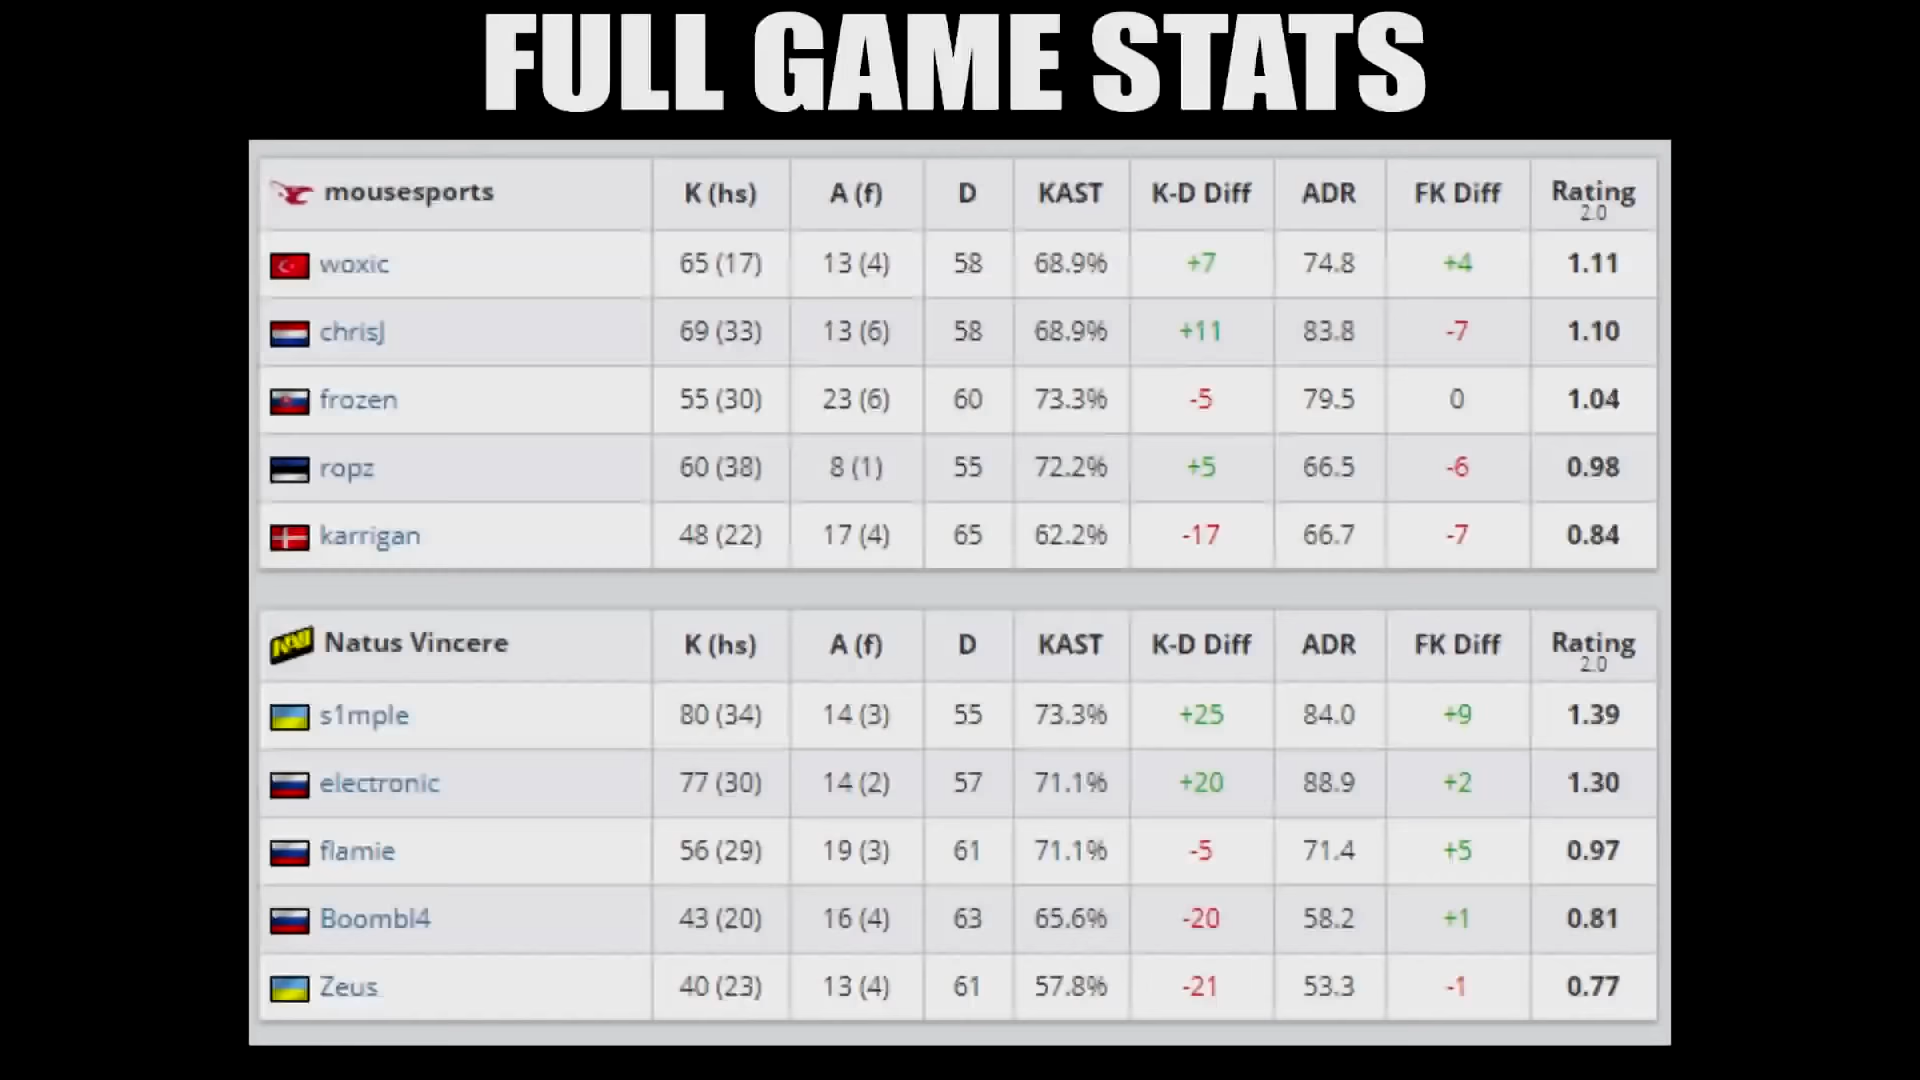 FULL GAME STATS
mousesports K (hs) A (f) D KAST K-D Diff ADR FK Diff Rating 2.0
woxic 65 (17) 13 (4) 58 68.9% +7 74.8 +4 1.11
chrisJ 69 (33) 13 (6) 58 68.9% +11 83.8 -7 1.10
frozen 55 (30) 23 (6) 60 73.3% -5 79.5 0 1.04
ropz 60 (38) 8 (1) 55 72.2% +5 66.5 -6 0.98
karrigan 48 (22) 17 (4) 65 62.2% -17 66.7 -7 0.84
NAVI Natus Vincere K (hs) A (f) D KAST K-D Diff ADR FK Diff Rating 2.0
s1mple 80 (34) 14 (3) 55 73.3% +25 84.0 +9 1.39
electronic 77 (30) 14 (2) 57 71.1% +20 88.9 +2 1.30
flamie 56 (29) 19 (3) 61 71.1% -5 71.4 +5 0.97
Boombl4 43 (20) 16 (4) 63 65.6% -20 58.2 +1 0.81
Zeus 40 (23) 13 (4) 61 57.8% -21 53.3 -1 0.77